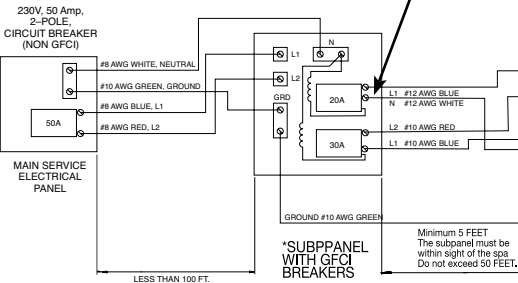 230V, 50 Amp,
2-POLE,
CIRCUIT BREAKER
(NON GFCI)
#8 AWG WHITE, NEUTRAL
#10 AWG GREEN, GROUND
#8 AWG BLUE, L1
50A
#8 AWG RED, L2
MAIN SERVICE
ELECTRICAL
PANEL
LESS THAN 100 FT.
N
L1
L2
GRD
20A
30A
L1 #12 AWG BLUE
N #12 AWG WHITE
L2 #10 AWG RED
L1 #10 AWG BLUE
GROUND #10 AWG GREEN
*SUBPPANEL
WITH GFCI
BREAKERS
Minimum 5 FEET
The subpanel must be
within sight of the spa
Do not exceed 50 FEET.